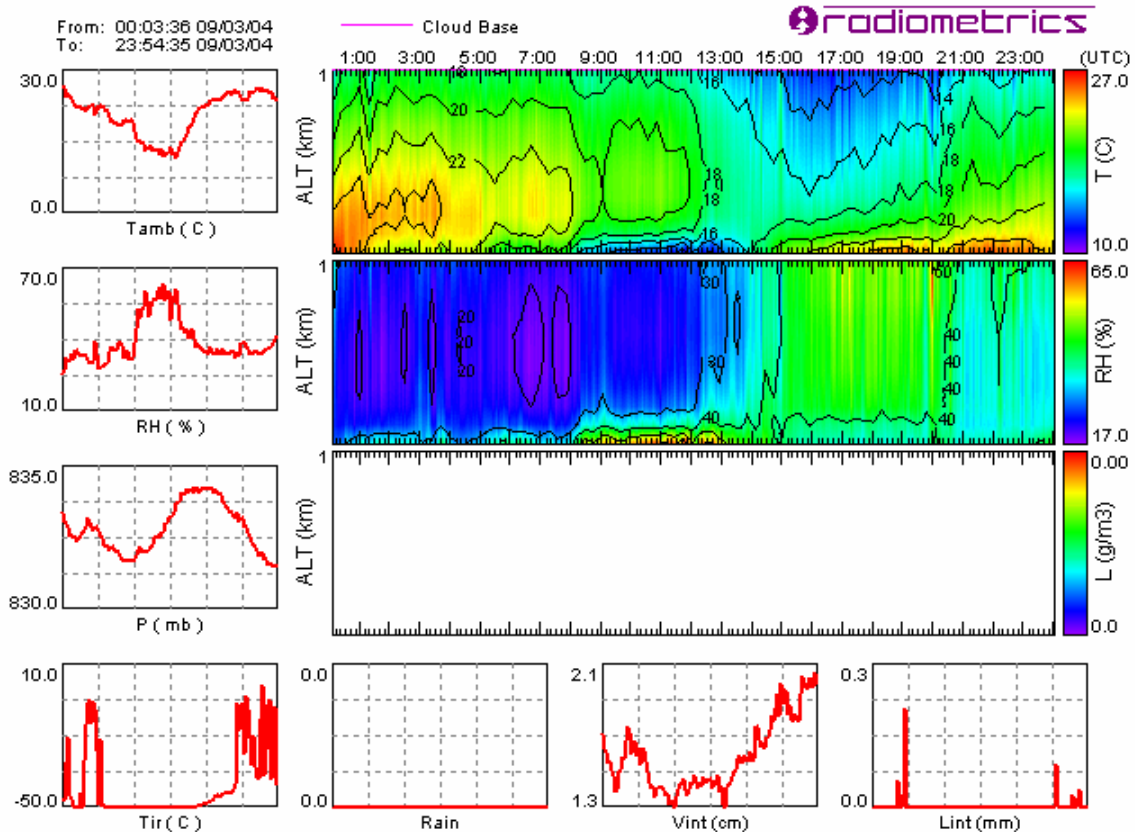 From: 00:03:36 09/03/04
To: 23:54:35 09/03/04
Cloud Base
radiometrics
1:00 3:00 5:00 7:00 9:00 11:00 13:00 15:00 17:00 19:00 21:00 23:00 (UTC)
30.0
0.0
Tamb ( C )
1
ALT (km)
20
22
18
18
16
16
18
14
16
18
20
27.0
T (C)
10.0
70.0
10.0
RH ( % )
1
ALT (km)
20
20
20
30
30
40
40
40
40
40
65.0
RH (%)
17.0
835.0
830.0
P ( mb )
1
ALT (km)
0.00
L (g/m3)
0.0
10.0
-50.0
Tir ( C )
0.0
0.0
Rain
2.1
1.3
Vint (cm)
0.3
0.0
Lint (mm)